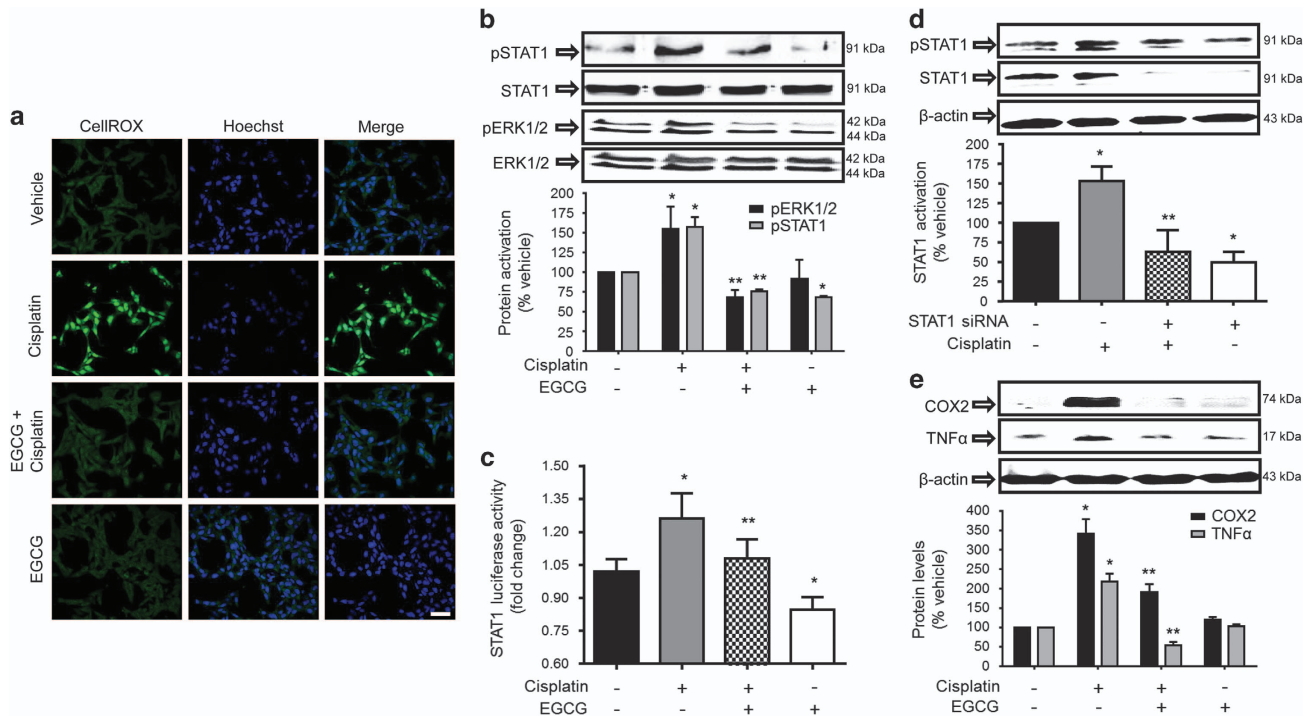 a
CellROX Hoechst Merge
Vehicle
Cisplatin
EGCG +
Cisplatin
EGCG
b
pSTAT1 91 kDa
STAT1 91 kDa
pERK1/2 42 kDa
44 kDa
ERK1/2 42 kDa
44 kDa
Protein activation
(% vehicle)
200
175
150
125
100
75
50
25
0
pERK1/2
pSTAT1
* * ** ** *
Cisplatin - + + -
EGCG - - + +
c
STAT1 luciferase activity
(fold change)
1.50
1.35
1.20
1.05
0.90
0.75
0.60
* ** *
Cisplatin - + + -
EGCG - - + +
d
pSTAT1 91 kDa
STAT1 91 kDa
β-actin 43 kDa
STAT1 activation
(% vehicle)
200
175
150
125
100
75
50
25
0
* ** *
STAT1 siRNA - - + +
Cisplatin - + + -
e
COX2 74 kDa
TNFα 17 kDa
β-actin 43 kDa
Protein levels
(% vehicle)
400
350
300
250
200
150
100
50
0
COX2
TNFα
* * ** **
Cisplatin - + + -
EGCG - - + +